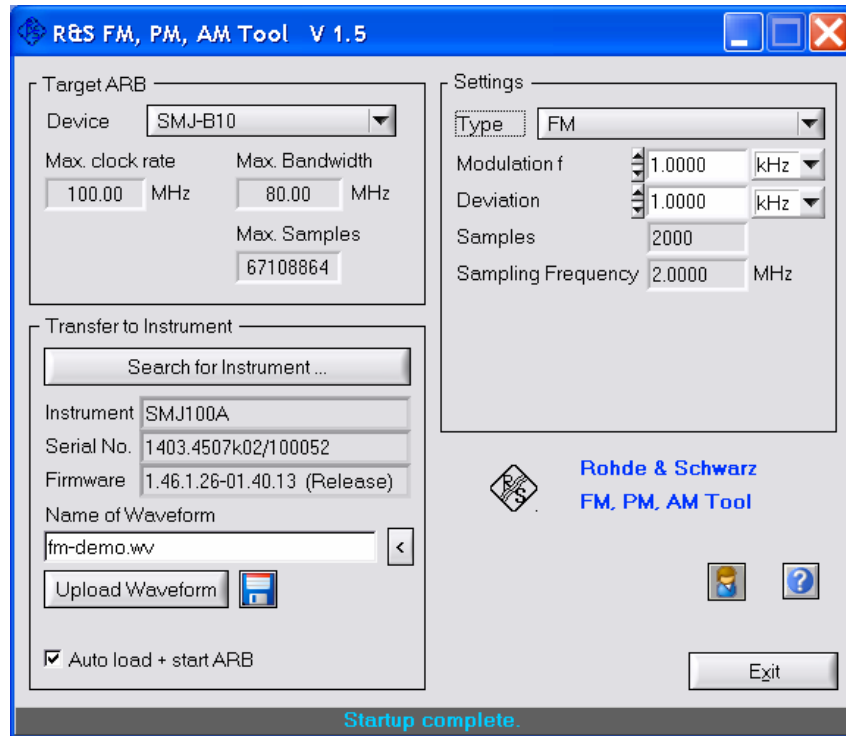 R&S FM, PM, AM Tool V 1.5
Target ARB
Device SMJ-B10
Max. clock rate Max. Bandwidth
100.00 MHz 80.00 MHz
Max. Samples
67108864
Transfer to Instrument
Search for Instrument ...
Instrument SMJ100A
Serial No. 1403.4507k02/100052
Firmware 1.46.1.26-01.40.13 (Release)
Name of Waveform
fm-demo.wv <
Upload Waveform
Auto load + start ARB
Settings
Type FM
Modulation f 1.0000 kHz
Deviation 1.0000 kHz
Samples 2000
Sampling Frequency 2.0000 MHz
R&S
Rohde & Schwarz
FM, PM, AM Tool
?
Exit
Startup complete.